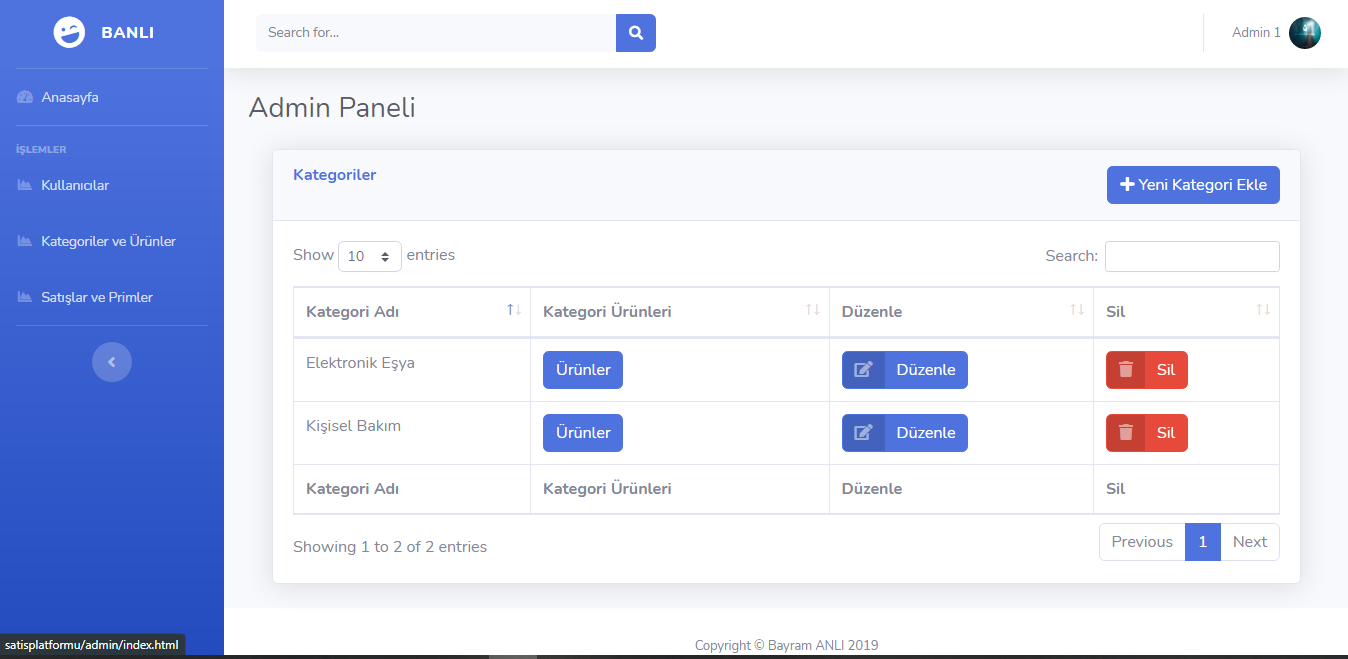 BANLI
Search for...
Admin 1
Anasayfa
İŞLEMLER
Kullanıcılar
Kategoriler ve Ürünler
Satışlar ve Primler
Admin Paneli
Kategoriler
Yeni Kategori Ekle
Show 10 entries
Search:
Kategori Adı Kategori Ürünleri Düzenle Sil
Elektronik Eşya Ürünler Düzenle Sil
Kişisel Bakım Ürünler Düzenle Sil
Kategori Adı Kategori Ürünleri Düzenle Sil
Showing 1 to 2 of 2 entries
Previous 1 Next
Copyright © Bayram ANLI 2019
satisplatformu/admin/index.html